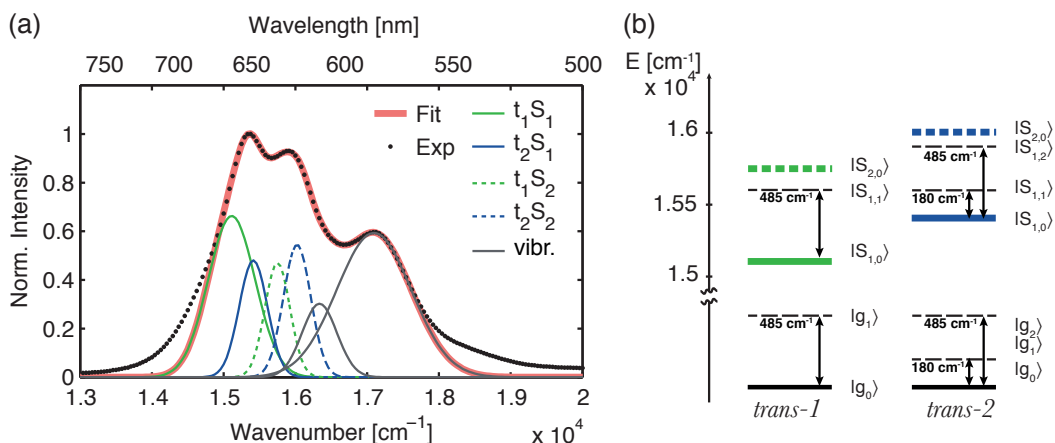 (a)
Wavelength [nm]
750 700 650 600 550 500
Norm. Intensity
1
0.8
0.6
0.4
0.2
0
Fit
Exp
t₁S₁
t₂S₁
t₁S₂
t₂S₂
vibr.
1.3 1.4 1.5 1.6 1.7 1.8 1.9 2
Wavenumber [cm⁻¹] x 10⁴
(b)
E [cm⁻¹]
x 10⁴
1.6
1.55
1.5
|S₂,₀⟩
485 cm⁻¹ |S₁,₁⟩
|S₁,₀⟩
|g₁⟩
485 cm⁻¹
|g₀⟩
trans-1
|S₂,₀⟩
|S₁,₂⟩
485 cm⁻¹
|S₁,₁⟩
180 cm⁻¹
|S₁,₀⟩
|g₂⟩
485 cm⁻¹
|g₁⟩
180 cm⁻¹
|g₀⟩
trans-2